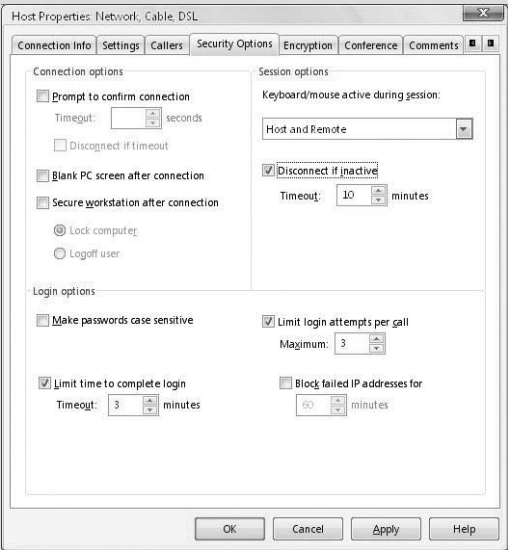 Host Properties: Network, Cable, DSL
Connection Info Settings Callers Security Options Encryption Conference Comments
Connection options
Prompt to confirm connection
Timeout: seconds
Disconnect if timeout
Blank PC screen after connection
Secure workstation after connection
Lock computer
Logoff user
Session options
Keyboard/mouse active during session:
Host and Remote
Disconnect if inactive
Timeout: 10 minutes
Login options
Make passwords case sensitive
Limit login attempts per call
Maximum: 3
Limit time to complete login
Timeout: 3 minutes
Block failed IP addresses for
60 minutes
OK Cancel Apply Help